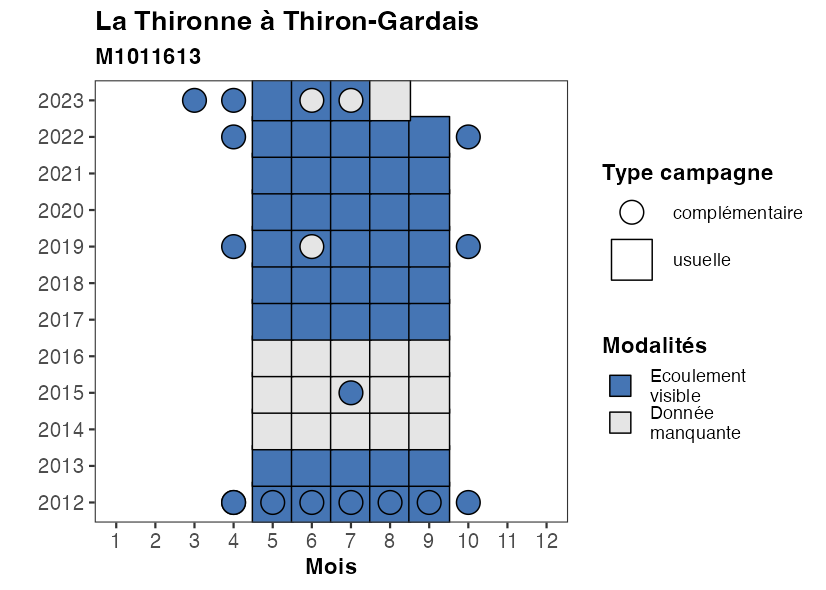 La Thironne à Thiron-Gardais
M1011613
2023
2022
2021
2020
2019
2018
2017
2016
2015
2014
2013
2012
1 2 3 4 5 6 7 8 9 10 11 12
Mois
Type campagne
complémentaire
usuelle
Modalités
Ecoulement
visible
Donnée
manquante